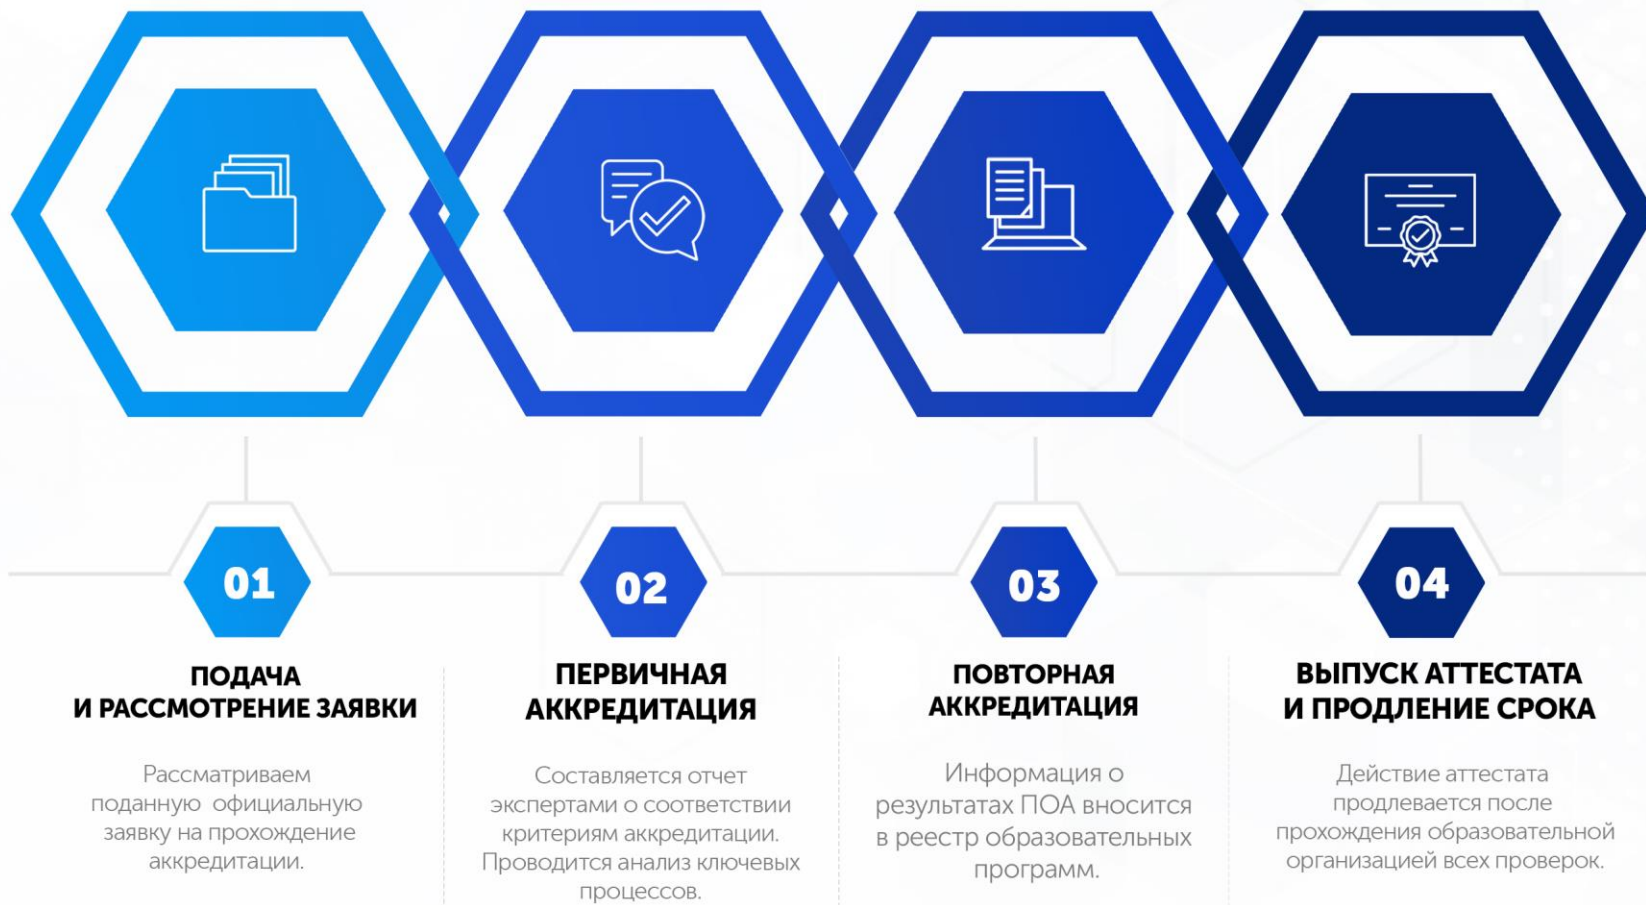 01
ПОДАЧА
И РАССМОТРЕНИЕ ЗАЯВКИ
Рассматриваем
поданную официальную
заявку на прохождение
аккредитации.
02
ПЕРВИЧНАЯ
АККРЕДИТАЦИЯ
Составляется отчет
экспертами о соответствии
критериям аккредитации.
Проводится анализ ключевых
процессов.
03
ПОВТОРНАЯ
АККРЕДИТАЦИЯ
Информация о
результатах ПОА вносится
в реестр образовательных
программ.
04
ВЫПУСК АТТЕСТАТА
И ПРОДЛЕНИЕ СРОКА
Действие аттестата
продлевается после
прохождения образовательной
организацией всех проверок.